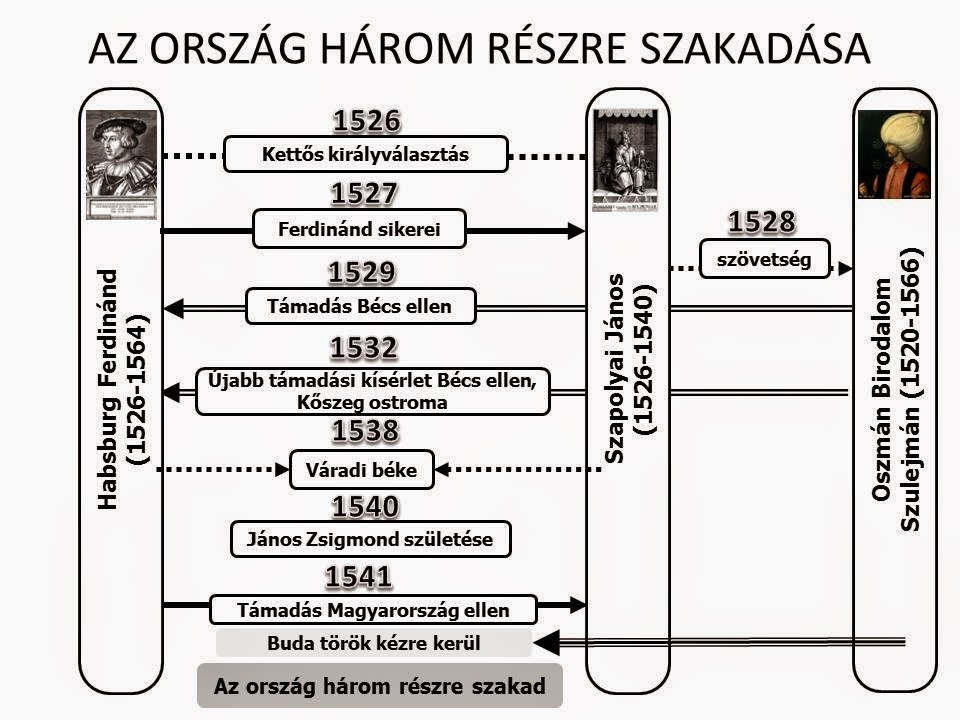 AZ ORSZÁG HÁROM RÉSZRE SZAKADÁSA
1526
Kettős királyválasztás
1527
Ferdinánd sikerei
1528
szövetség
1529
Támadás Bécs ellen
1532
Újabb támadási kísérlet Bécs ellen,
Kőszeg ostroma
1538
Váradi béke
1540
János Zsigmond születése
1541
Támadás Magyarország ellen
Buda török kézre kerül
Az ország három részre szakad
Habsburg Ferdinánd
(1526-1564)
Szapolyai János
(1526-1540)
Oszmán Birodalom
Szulejmán (1520-1566)